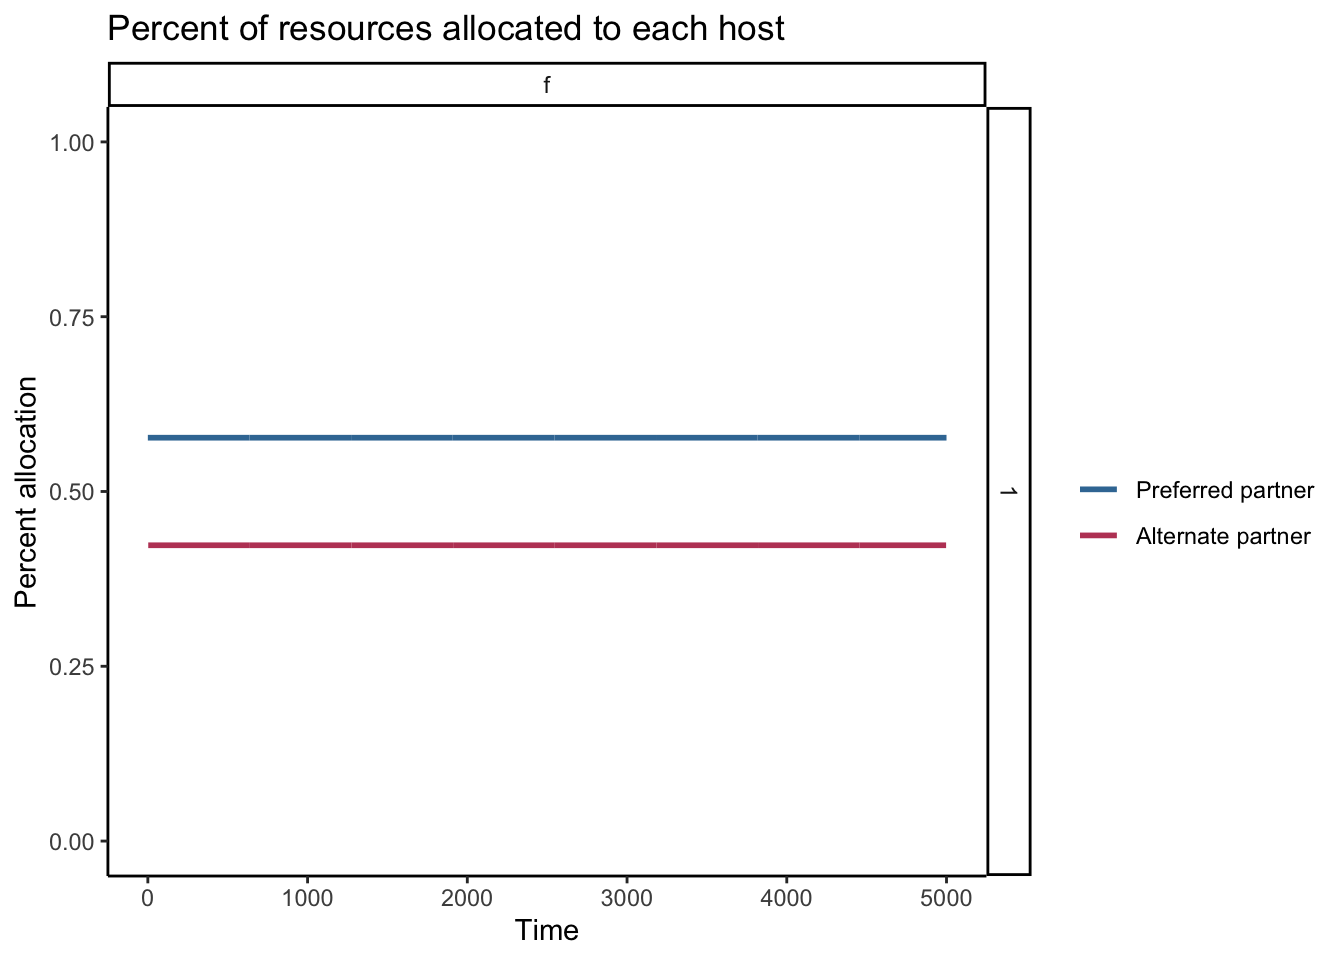 Percent of resources allocated to each host
f
1.00
0.75
0.50
0.25
0.00
Percent allocation
1
Preferred partner
Alternate partner
0 1000 2000 3000 4000 5000
Time